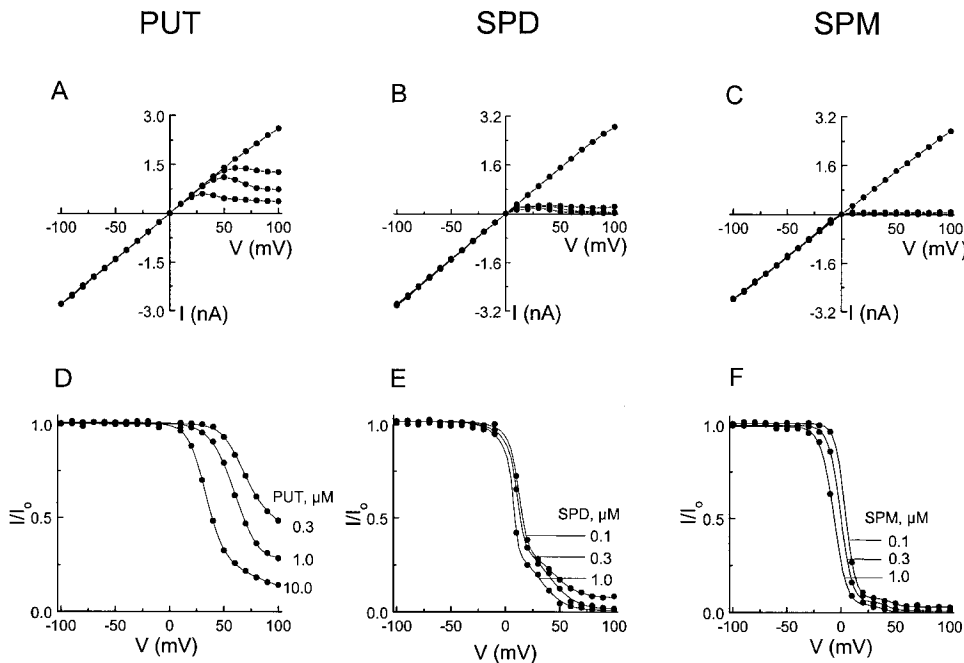 PUT SPD SPM
A B C
3.0 3.2 3.2
1.5 1.6 1.6
-100 -50 50 100 -100 -50 50 100 -100 -50 50 100
V (mV) V (mV) V (mV)
-1.5 -1.6 -1.6
-3.0 I (nA) -3.2 I (nA) -3.2 I (nA)
D E F
1.0 1.0 1.0
I/Io I/Io I/Io
0.5 0.5 0.5
0.0 0.0 0.0
PUT, µM
0.3
1.0
10.0
SPD, µM
0.1
0.3
1.0
SPM, µM
0.1
0.3
1.0
-100 -50 0 50 100 -100 -50 0 50 100 -100 -50 0 50 100
V (mV) V (mV) V (mV)